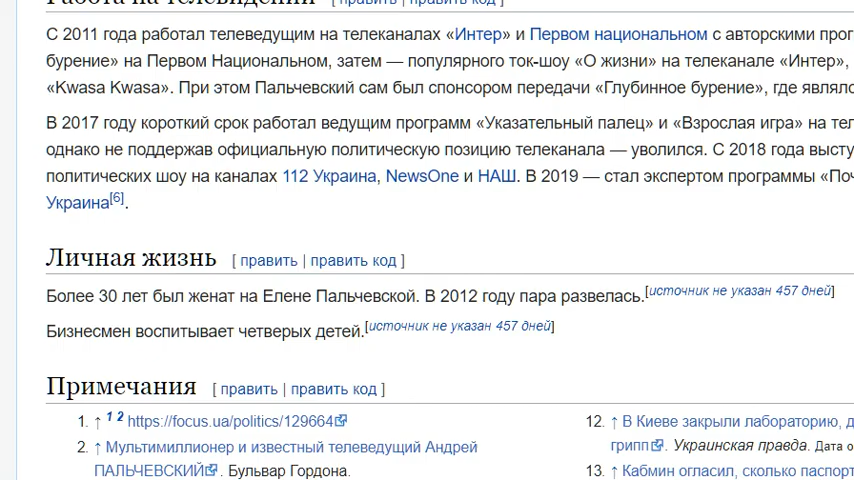 Работа на телевидении [ править | править код ]
С 2011 года работал телеведущим на телеканалах «Интер» и Первом национальном с авторскими
бурение» на Первом Национальном, затем — популярного ток-шоу «О жизни» на телеканале «Интер»,
«Kwasa Kwasa». При этом Пальчевский сам был спонсором передачи «Глубинное бурение», где
В 2017 году короткий срок работал ведущим программ «Указательный палец» и «Взрослая игра» на
однако не поддержав официальную политическую позицию телеканала — уволился. С 2018 года
политических шоу на каналах 112 Украина, NewsOne и НАШ. В 2019 — стал экспертом программы
Украина[6].
Личная жизнь [ править | править код ]
Более 30 лет был женат на Елене Пальчевской. В 2012 году пара развелась.[источник не указан 457 дней]
Бизнесмен воспитывает четверых детей.[источник не указан 457 дней]
Примечания [ править | править код ]
1. ↑ 1 2 https://focus.ua/politics/129664
2. ↑ Мультимиллионер и известный телеведущий Андрей
ПАЛЬЧЕВСКИЙ. Бульвар Гордона.
12. ↑ В Киеве закрыли лабораторию,
грипп. Украинская правда. Дата
13. ↑ Кабмин огласил, сколько